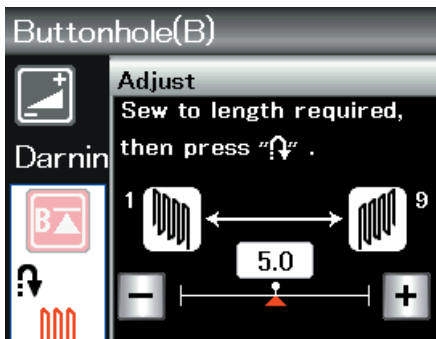 Buttonhole(B)
Adjust
Sew to length required,
then press “ ” .
Darnin
B
1
9
5.0
− +